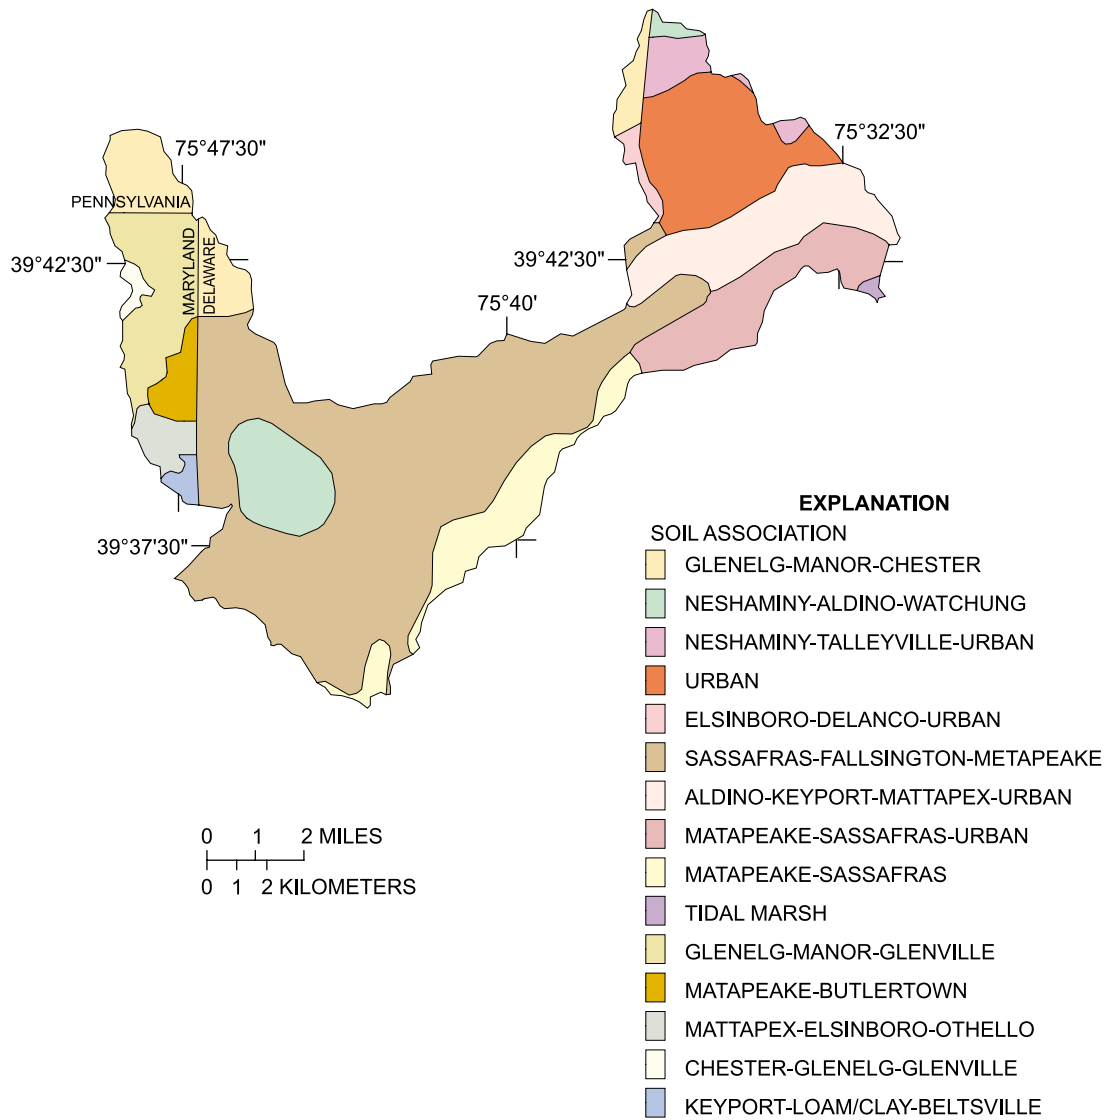 75°32'30"
75°47'30"
PENNSYLVANIA
MARYLAND
DELAWARE
39°42'30"
39°42'30"
75°40'
39°37'30"
EXPLANATION
SOIL ASSOCIATION
GLENELG-MANOR-CHESTER
NESHAMINY-ALDINO-WATCHUNG
NESHAMINY-TALLEYVILLE-URBAN
URBAN
ELSINBORO-DELANCO-URBAN
SASSAFRAS-FALLSINGTON-METAPEAKE
ALDINO-KEYPORT-MATTAPEX-URBAN
MATAPEAKE-SASSAFRAS-URBAN
MATAPEAKE-SASSAFRAS
TIDAL MARSH
GLENELG-MANOR-GLENVILLE
MATAPEAKE-BUTLERTOWN
MATTAPEX-ELSINBORO-OTHELLO
CHESTER-GLENELG-GLENVILLE
KEYPORT-LOAM/CLAY-BELTSVILLE
0 1 2 MILES
0 1 2 KILOMETERS